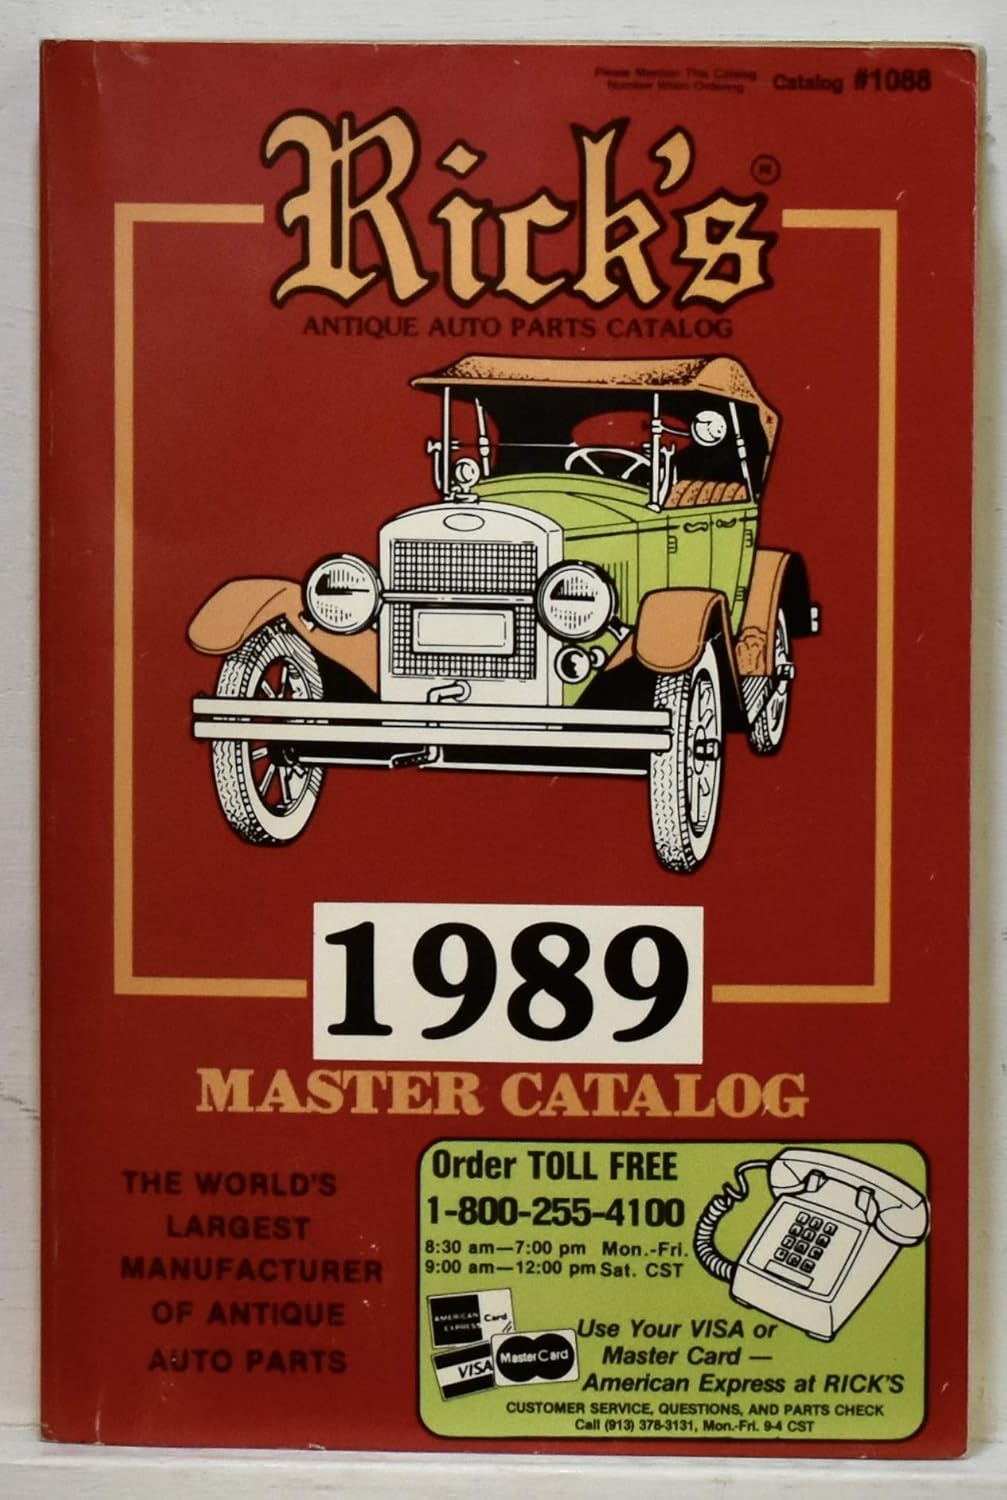 Please Mention This Catalog
Number When Ordering
Catalog #1088
Rick's®
ANTIQUE AUTO PARTS CATALOG
1989
MASTER CATALOG
THE WORLD'S
LARGEST
MANUFACTURER
OF ANTIQUE
AUTO PARTS
Order TOLL FREE
1-800-255-4100
8:30 am—7:00 pm Mon.-Fri.
9:00 am—12:00 pm Sat. CST
AMERICAN EXPRESS Card
VISA
MasterCard
Use Your VISA or
Master Card —
American Express at RICK'S
CUSTOMER SERVICE, QUESTIONS, AND PARTS CHECK
Call (913) 378-3131, Mon.-Fri. 9-4 CST